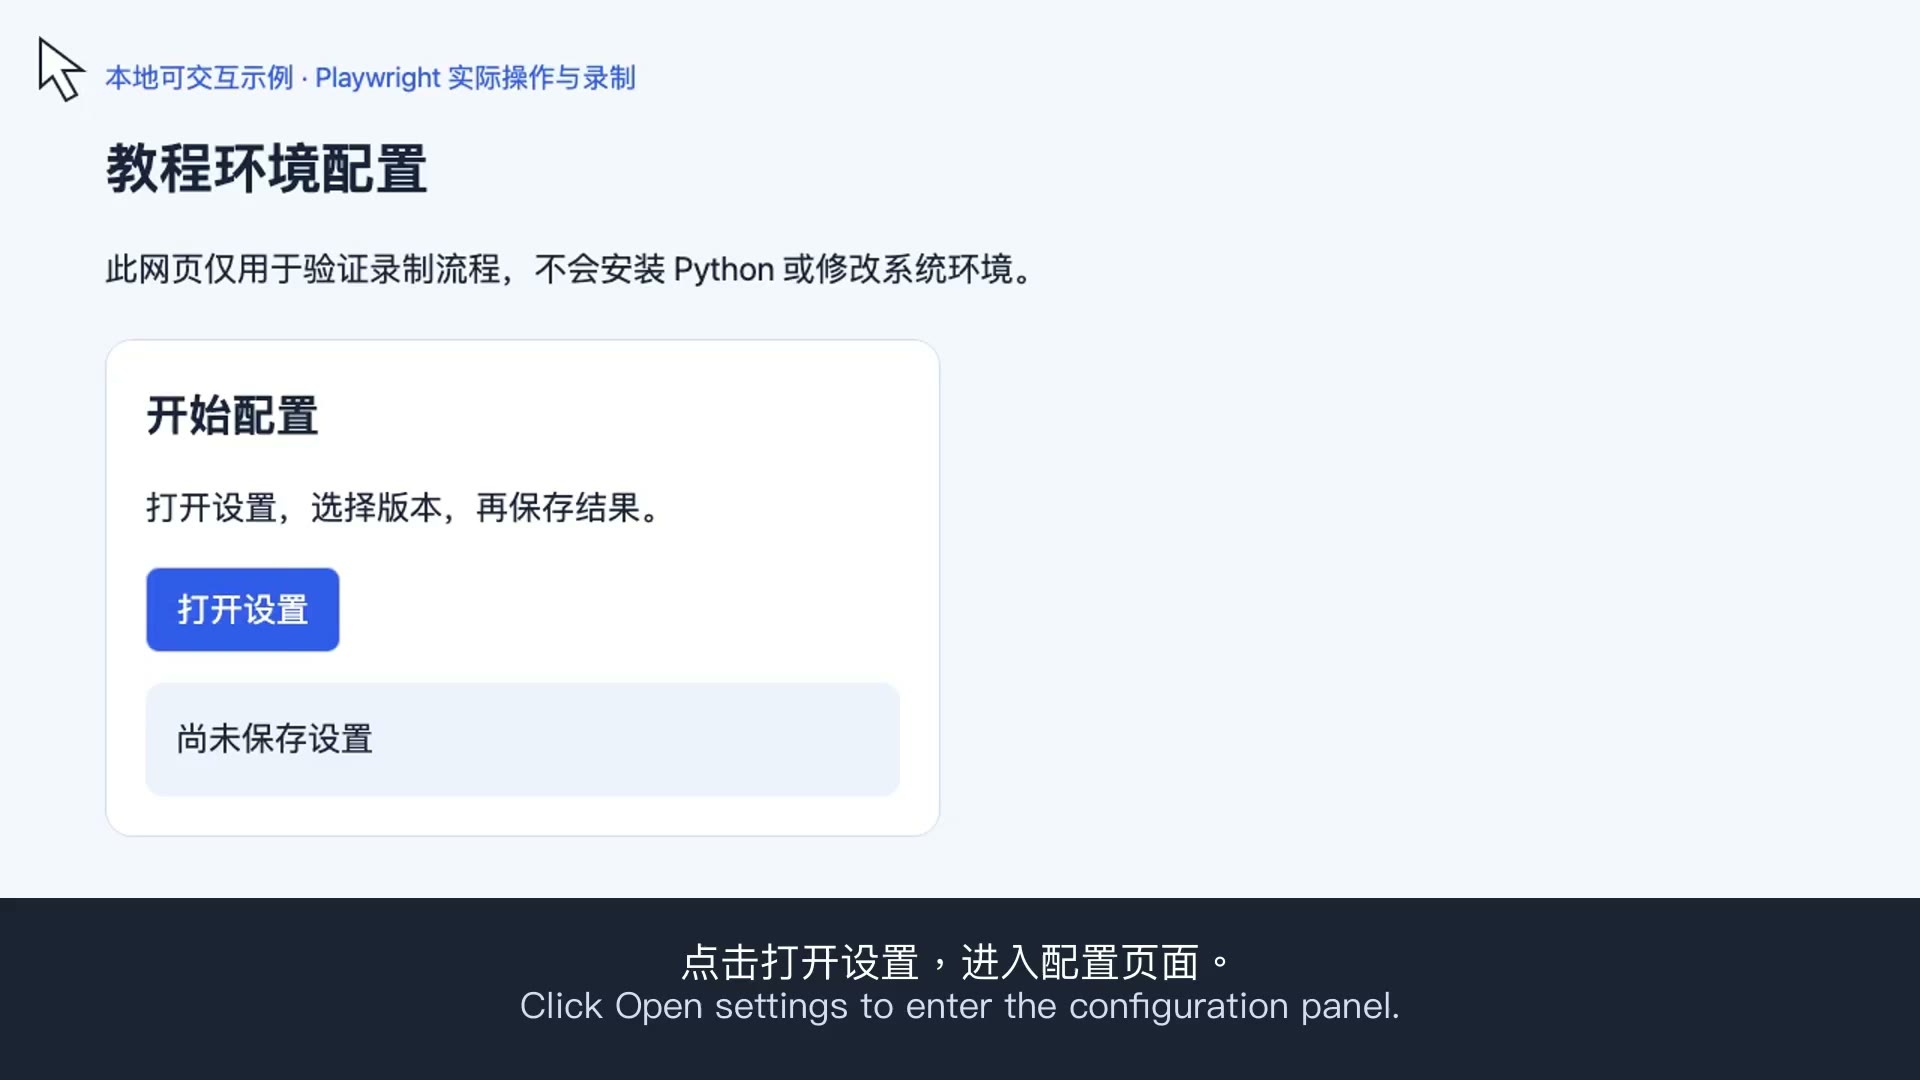 本地可交互示例 · Playwright 实际操作与录制
教程环境配置
此网页仅用于验证录制流程，不会安装 Python 或修改系统环境。
开始配置
打开设置，选择版本，再保存结果。
打开设置
尚未保存设置
点击打开设置，进入配置页面。
Click Open settings to enter the configuration panel.